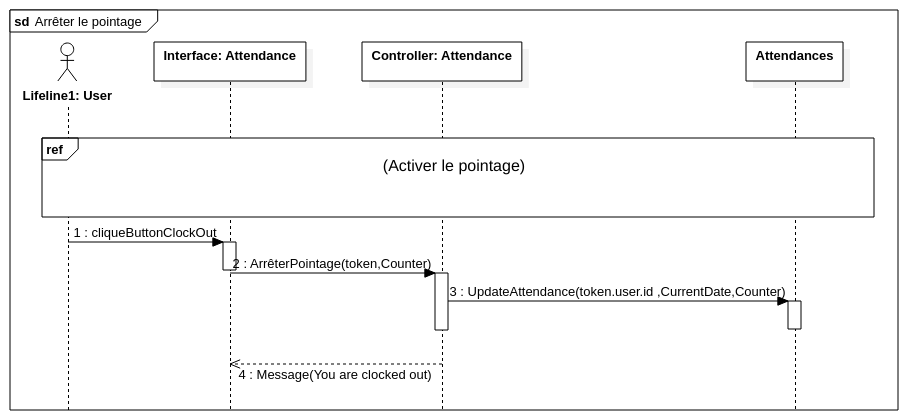 sd Arrêter le pointage
Interface: Attendance
Controller: Attendance
Attendances
Lifeline1: User
ref
(Activer le pointage)
1 : cliqueButtonClockOut
2 : ArrêterPointage(token,Counter)
3 : UpdateAttendance(token.user.id ,CurrentDate,Counter)
4 : Message(You are clocked out)